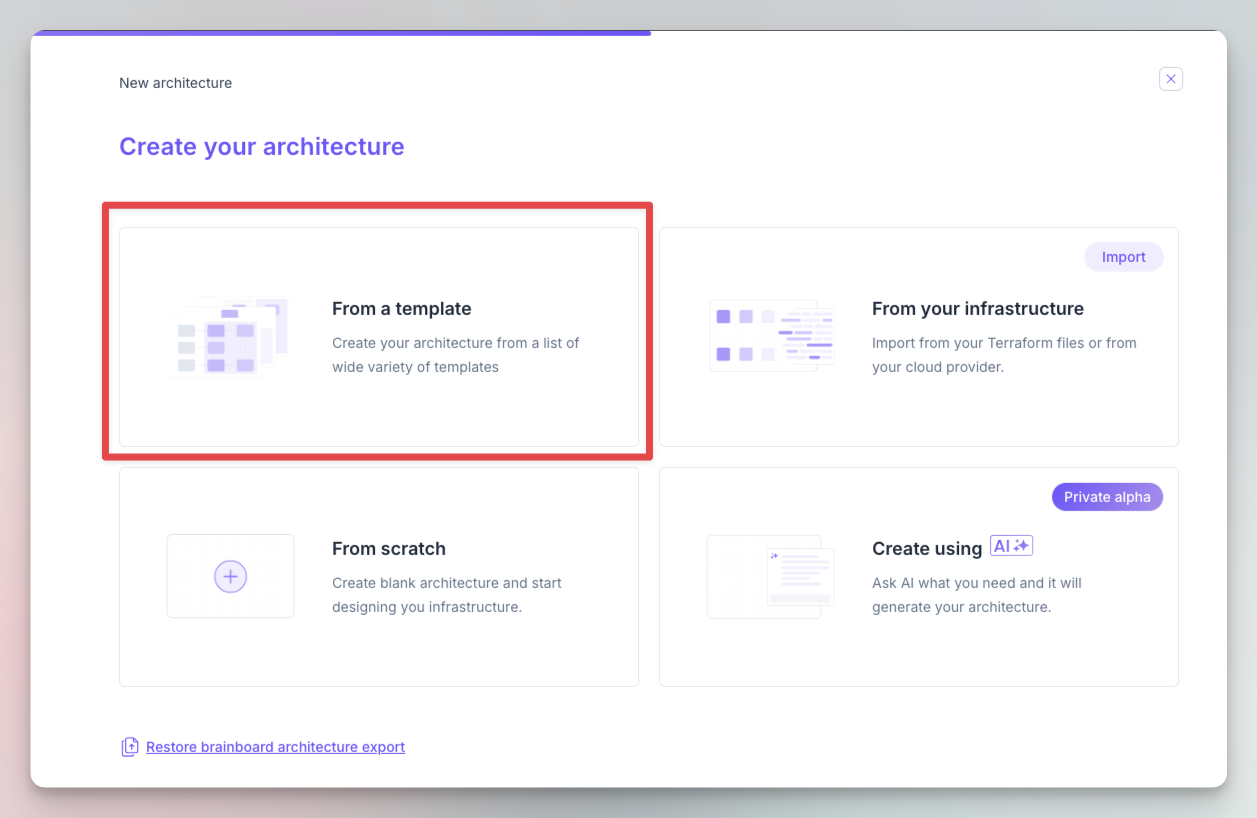 New architecture
Create your architecture
From a template
Create your architecture from a list of
wide variety of templates
Import
From your infrastructure
Import from your Terraform files or from
your cloud provider.
From scratch
Create blank architecture and start
designing you infrastructure.
Private alpha
Create using AI
Ask AI what you need and it will
generate your architecture.
Restore brainboard architecture export